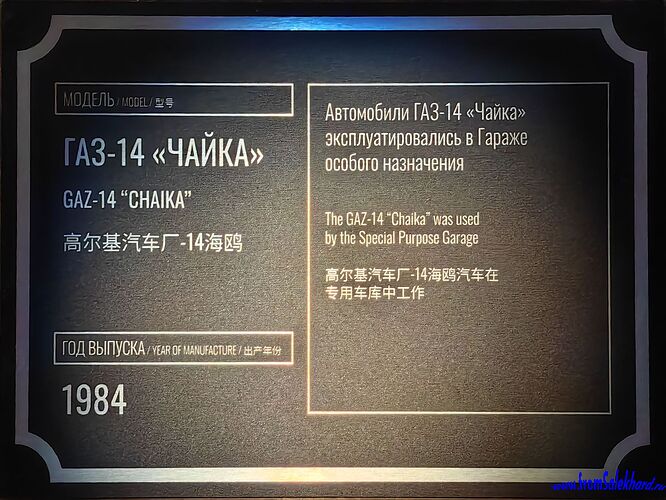 МОДЕЛЬ / MODEL / 型号
ГАЗ-14 «ЧАЙКА»
GAZ-14 “CHAIKA”
高尔基汽车厂-14海鸥
ГОД ВЫПУСКА / YEAR OF MANUFACTURE / 出产年份
1984
Автомобили ГАЗ-14 «Чайка»
эксплуатировались в Гараже
особого назначения
The GAZ-14 “Chaika” was used
by the Special Purpose Garage
高尔基汽车厂-14海鸥汽车在
专用车库中工作